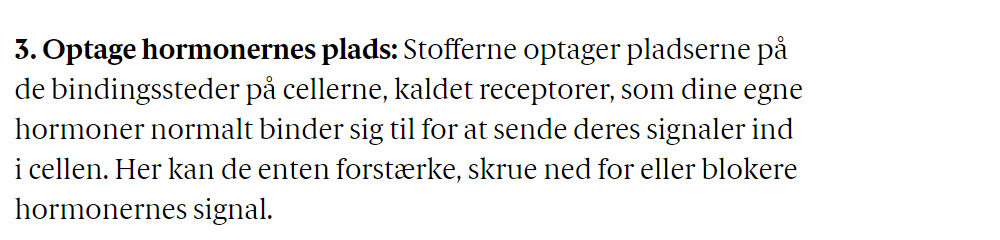 3. Optage hormonernes plads: Stofferne optager pladserne på
de bindingssteder på cellerne, kaldet receptorer, som dine egne
hormoner normalt binder sig til for at sende deres signaler ind
i cellen. Her kan de enten forstærke, skrue ned for eller blokere
hormonernes signal.